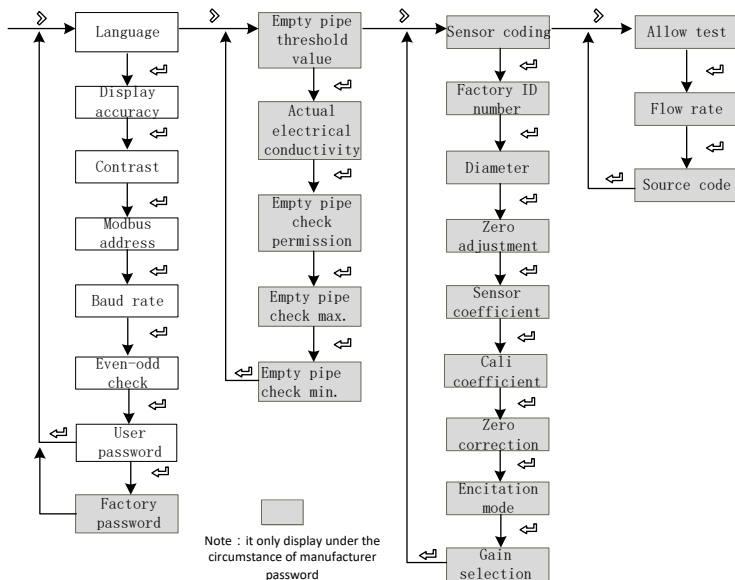 Language
Display
accuracy
Contrast
Modbus
address
Baud rate
Even-odd
check
User
password
Factory
password
Empty pipe
threshold
value
Actual
electrical
conductivity
Empty pipe
check
permission
Empty pipe
check max.
Empty pipe
check min.
Note：it only display under the
circumstance of manufacturer
password
Sensor coding
Factory ID
number
Diameter
Zero
adjustment
Sensor
coefficient
Cali
coefficient
Zero
correction
Encitation
mode
Gain
selection
Allow test
Flow rate
Source code